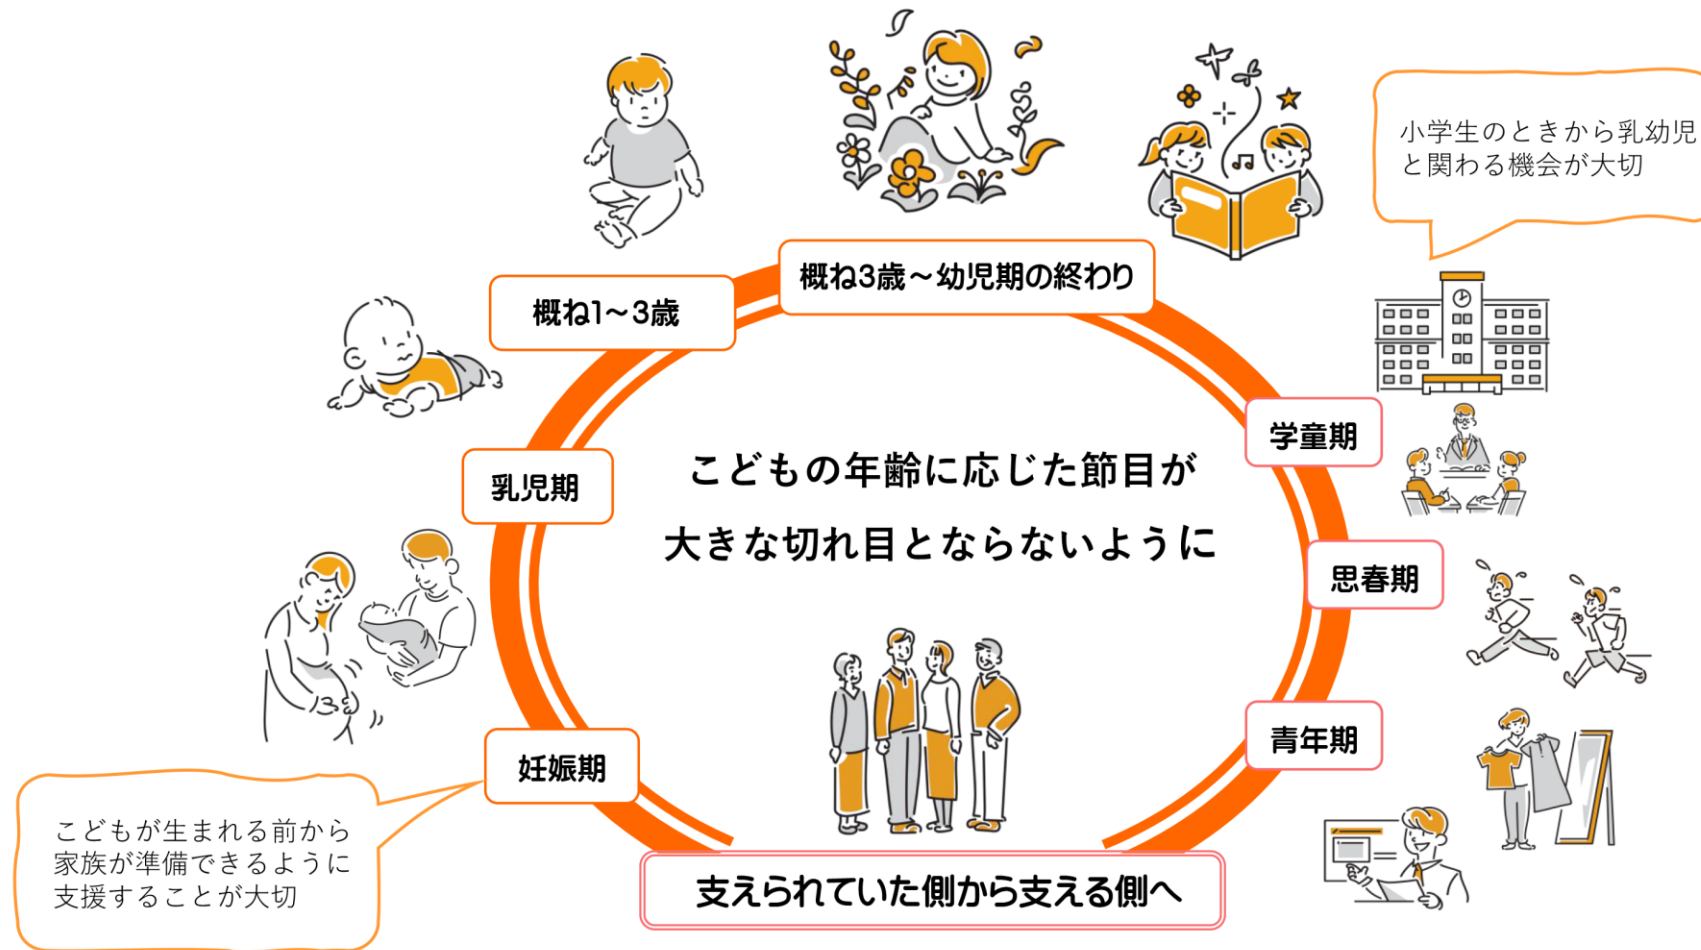 小学生のときから乳幼児
と関わる機会が大切
概ね3歳～幼児期の終わり
概ね1～3歳
学童期
こどもの年齢に応じた節目が
大きな切れ目とならないように
乳児期
思春期
青年期
妊娠期
こどもが生まれる前から
家族が準備できるように
支援することが大切
支えられていた側から支える側へ